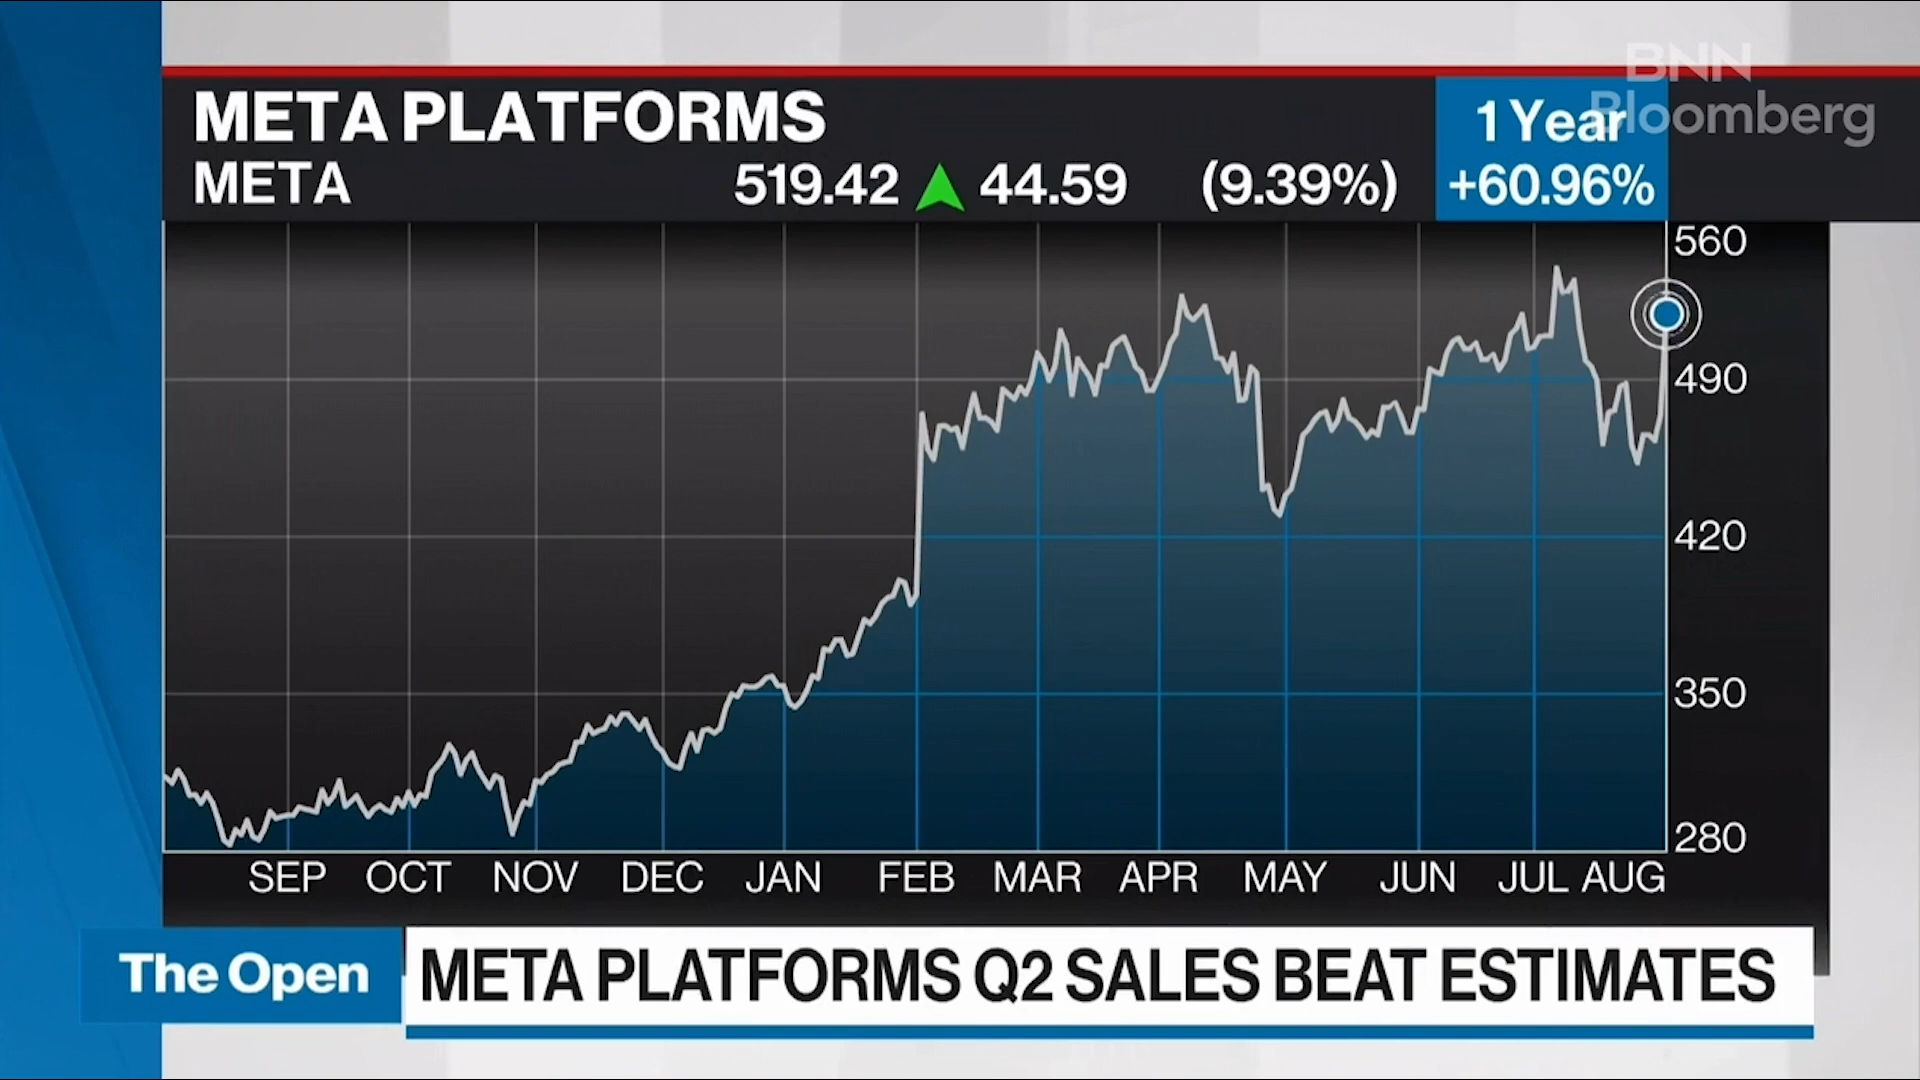 BNN
Bloomberg
META PLATFORMS
1 Year
META 519.42 44.59 (9.39%) +60.96%
560
490
420
350
280
SEP OCT NOV DEC JAN FEB MAR APR MAY JUN JUL AUG
The Open
META PLATFORMS Q2 SALES BEAT ESTIMATES